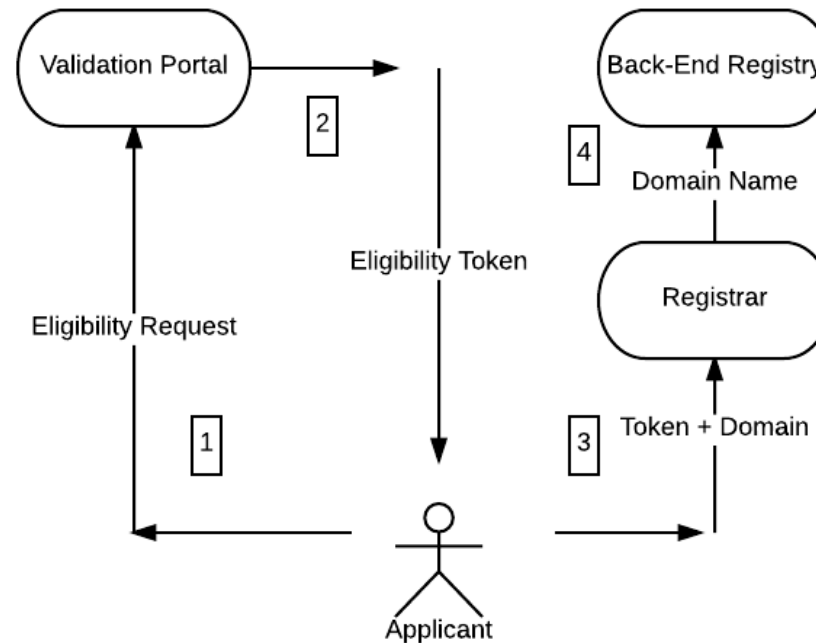 Validation Portal
Back-End Registry
2
4
Domain Name
Eligibility Token
Registrar
Eligibility Request
1
3
Token + Domain
Applicant